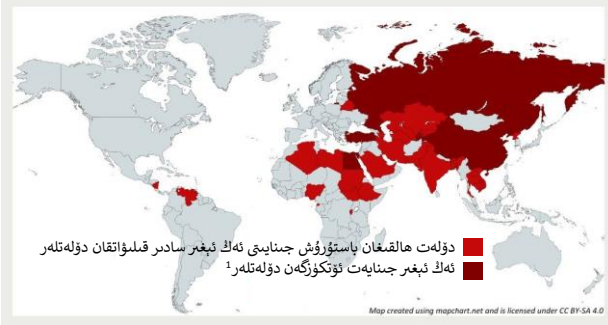 دۆلەت ھالقىغان باستۇرۇش جىنايىتى ئەڭ ئېغىر سادىر قىلىۋاتقان دۆلەتلەر
ئەڭ ئېغىر جىنايەت ئۆتكۈزگەن دۆلەتلەر¹
Map created using mapchart.net and is licensed under CC BY-SA 4.0